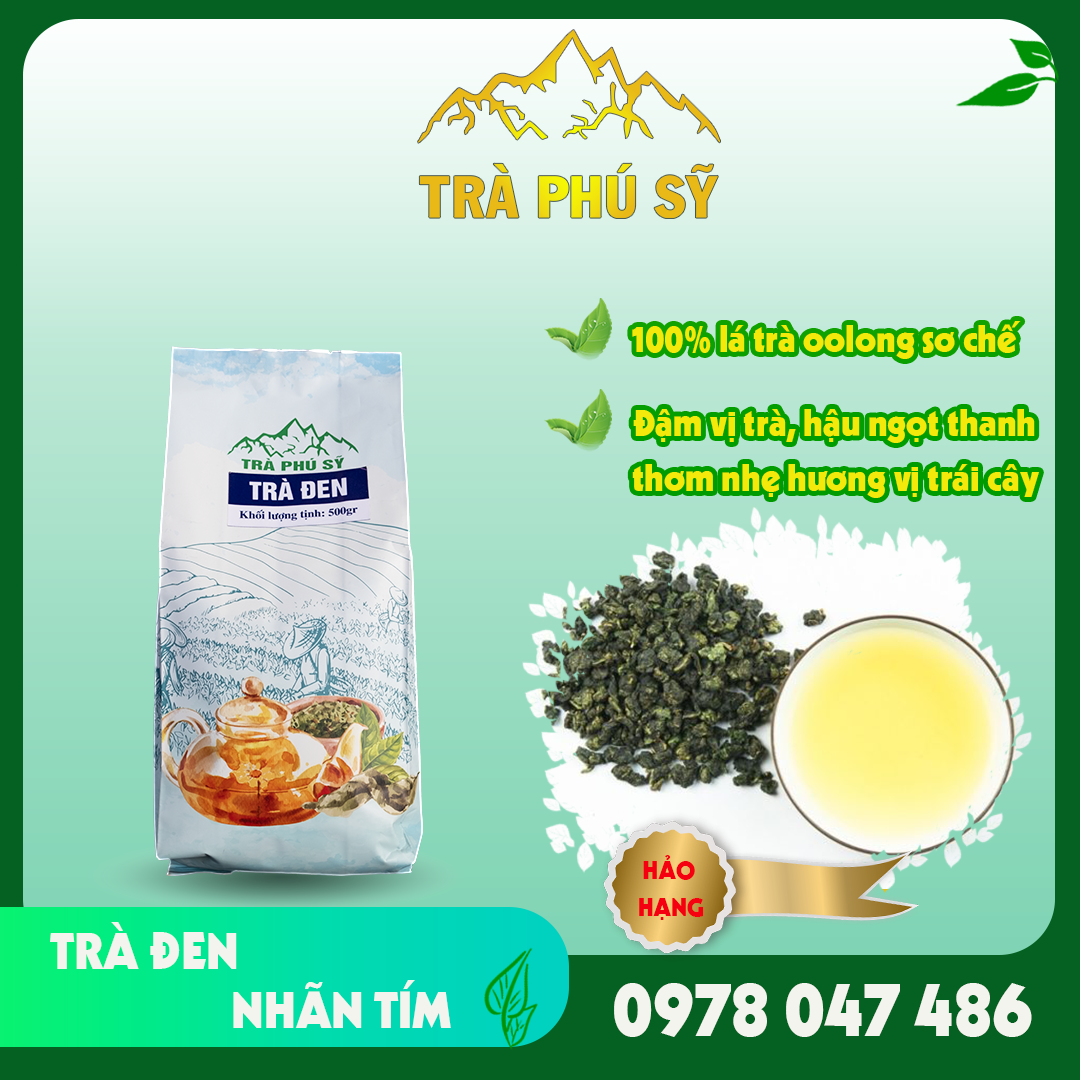 TRÀ PHÚ SỸ
100% lá trà oolong sơ chế
Đậm vị trà, hậu ngọt thanh
thơm nhẹ hương vị trái cây
TRÀ PHÚ SỸ
TRÀ ĐEN
Khối lượng tịnh: 500gr
HẢO
HẠNG
TRÀ ĐEN
NHÃN TÍM
0978 047 486